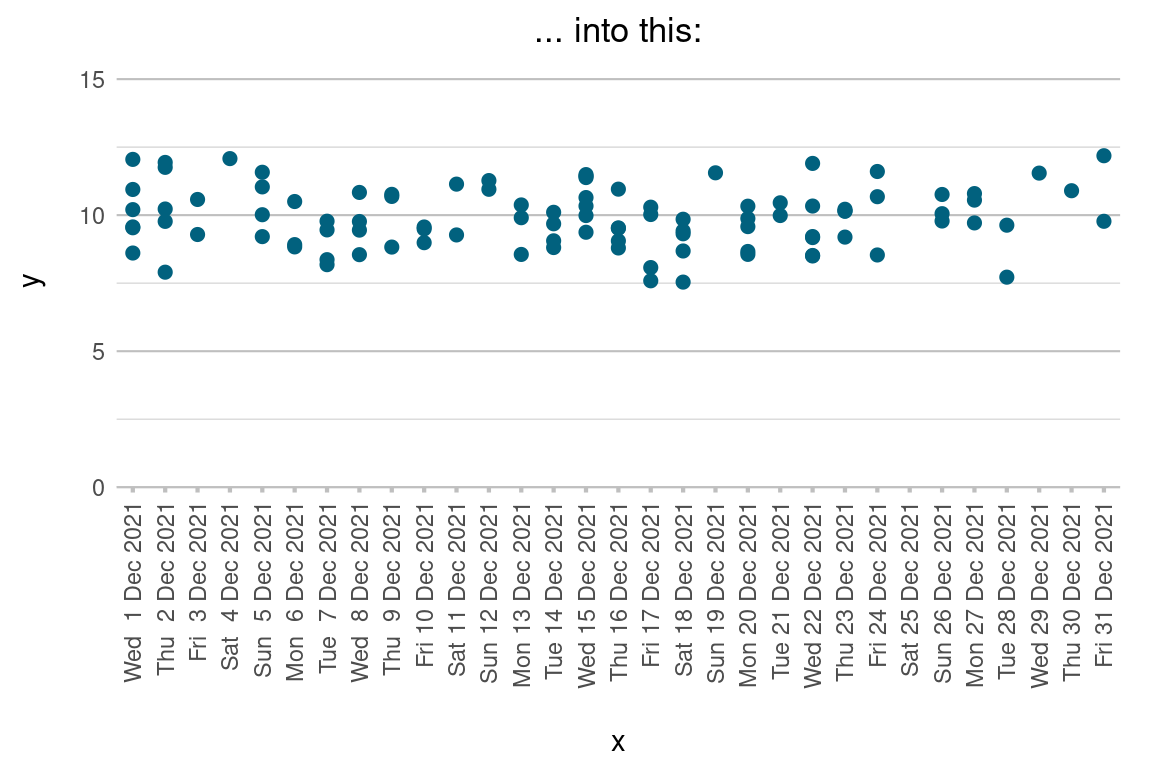 ... into this:
15
10
5
0
y
Wed  1 Dec 2021
Thu  2 Dec 2021
Fri  3 Dec 2021
Sat  4 Dec 2021
Sun  5 Dec 2021
Mon  6 Dec 2021
Tue  7 Dec 2021
Wed  8 Dec 2021
Thu  9 Dec 2021
Fri 10 Dec 2021
Sat 11 Dec 2021
Sun 12 Dec 2021
Mon 13 Dec 2021
Tue 14 Dec 2021
Wed 15 Dec 2021
Thu 16 Dec 2021
Fri 17 Dec 2021
Sat 18 Dec 2021
Sun 19 Dec 2021
Mon 20 Dec 2021
Tue 21 Dec 2021
Wed 22 Dec 2021
Thu 23 Dec 2021
Fri 24 Dec 2021
Sat 25 Dec 2021
Sun 26 Dec 2021
Mon 27 Dec 2021
Tue 28 Dec 2021
Wed 29 Dec 2021
Thu 30 Dec 2021
Fri 31 Dec 2021
x